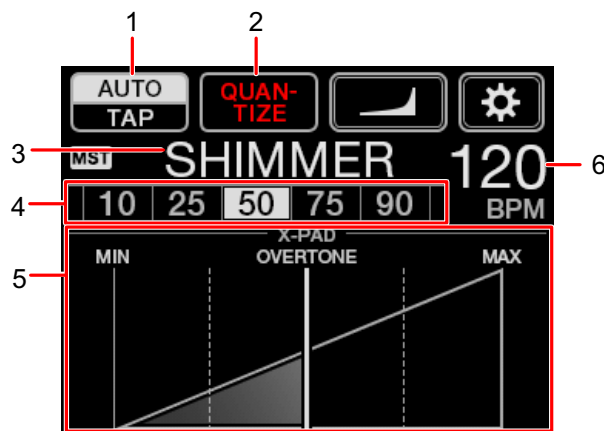 1
2
AUTO
TAP
QUAN-
TIZE
3
MST
SHIMMER
120
6
4
10 25 50 75 90
BPM
5
X-PAD
MIN OVERTONE MAX